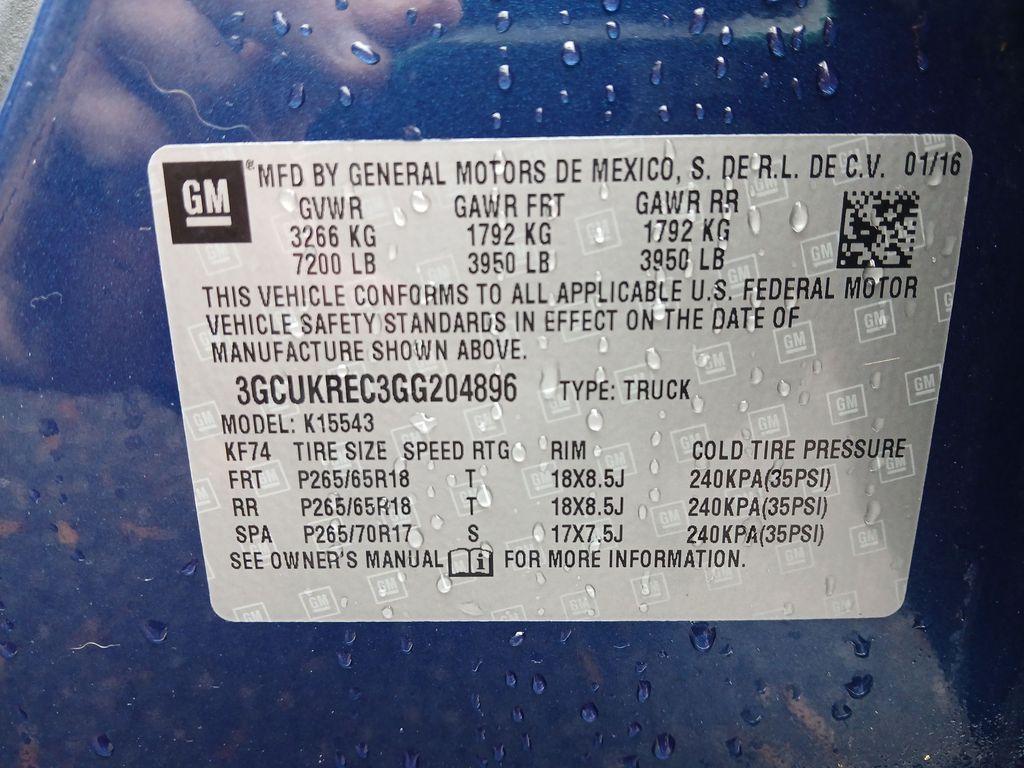 GM ® MFD BY GENERAL MOTORS DE MEXICO, S. DE R.L. DE C.V. 01/16
GVWR GAWR FRT GAWR RR
3266 KG 1792 KG 1792 KG
7200 LB 3950 LB 3950 LB
THIS VEHICLE CONFORMS TO ALL APPLICABLE U.S. FEDERAL MOTOR
VEHICLE SAFETY STANDARDS IN EFFECT ON THE DATE OF
MANUFACTURE SHOWN ABOVE.
3GCUKREC3GG204896 TYPE: TRUCK
MODEL: K15543
KF74 TIRE SIZE SPEED RTG RIM COLD TIRE PRESSURE
FRT P265/65R18 T 18X8.5J 240KPA(35PSI)
RR P265/65R18 T 18X8.5J 240KPA(35PSI)
SPA P265/70R17 S 17X7.5J 240KPA(35PSI)
SEE OWNER'S MANUAL i FOR MORE INFORMATION.